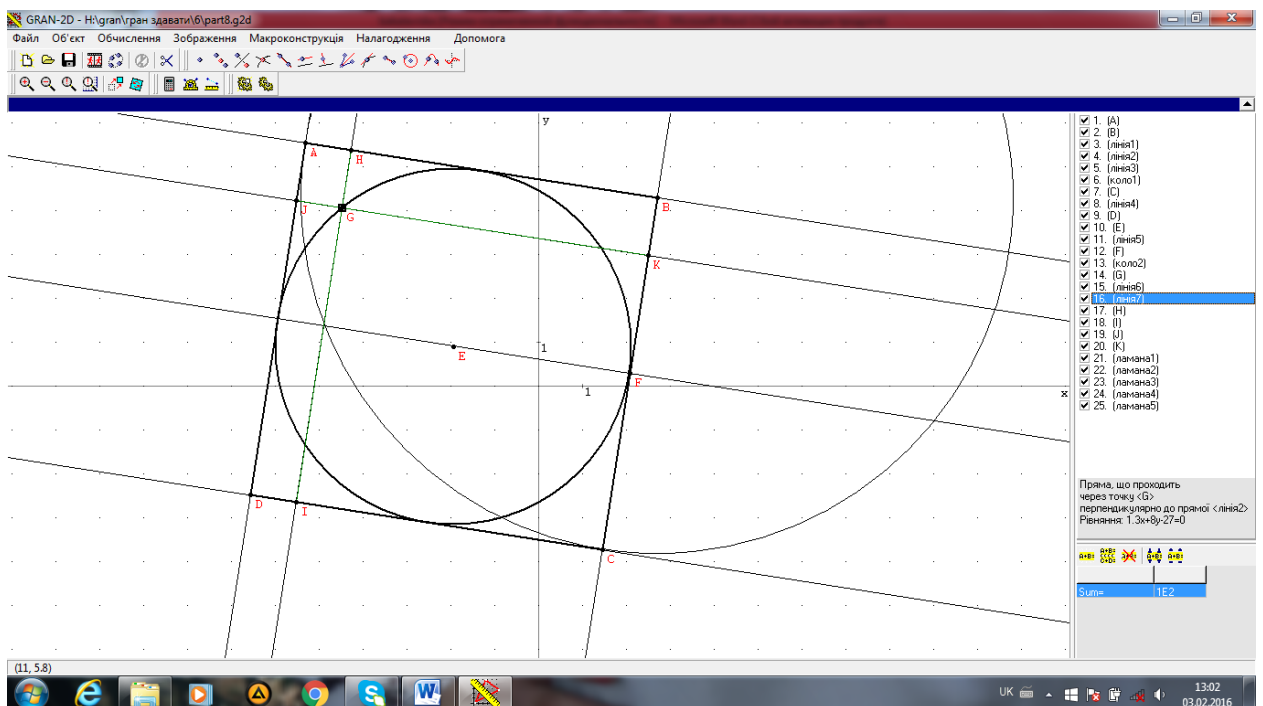 GRAN-2D - H:\gran\гран здавати\6\part8.g2d
Файл Об'єкт Обчислення Зображення Макроконструкція Налагодження Допомога
y
A
H
J
G
B
K
E
1
F
1
x
D
I
C
1. (A)
2. (B)
3. (лінія1)
4. (лінія2)
5. (лінія3)
6. (коло1)
7. (C)
8. (лінія4)
9. (D)
10. (E)
11. (лінія5)
12. (F)
13. (коло2)
14. (G)
15. (лінія6)
16. (лінія7)
17. (H)
18. (I)
19. (J)
20. (K)
21. (ламана1)
22. (ламана2)
23. (ламана3)
24. (ламана4)
25. (ламана5)
Пряма, що проходить
через точку <G>
перпендикулярно до прямої <лінія2>
Рівняння: 1.3x+8y-27=0
Sum= 1E2
(11, 5.8)
UK
13:02
03.02.2016